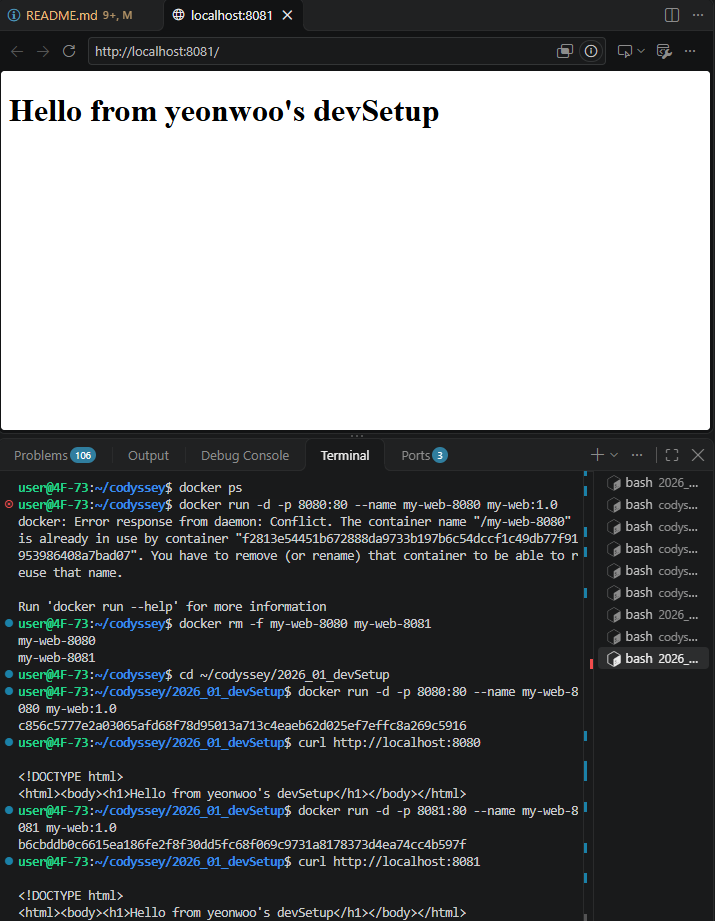 README.md 9+, M
localhost:8081
http://localhost:8081/
Hello from yeonwoo's devSetup
Problems 106 Output Debug Console Terminal Ports 3
user@4F-73:~/codyssey$ docker ps
user@4F-73:~/codyssey$ docker run -d -p 8080:80 --name my-web-8080 my-web:1.0
docker: Error response from daemon: Conflict. The container name "/my-web-8080"
is already in use by container "f2813e54451b672888da9733b197b6c54dccf1c49db77f91
953986408a7bad07". You have to remove (or rename) that container to be able to r
euse that name.
Run 'docker run --help' for more information
user@4F-73:~/codyssey$ docker rm -f my-web-8080 my-web-8081
my-web-8080
my-web-8081
user@4F-73:~/codyssey$ cd ~/codyssey/2026_01_devSetup
user@4F-73:~/codyssey/2026_01_devSetup$ docker run -d -p 8080:80 --name my-web-8
080 my-web:1.0
c856c5777e2a03065afd68f78d95013a713c4eaeb62d025ef7effc8a269c5916
user@4F-73:~/codyssey/2026_01_devSetup$ curl http://localhost:8080
<!DOCTYPE html>
<html><body><h1>Hello from yeonwoo's devSetup</h1></body></html>
user@4F-73:~/codyssey/2026_01_devSetup$ docker run -d -p 8081:80 --name my-web-8
081 my-web:1.0
b6cbddb0c6615ea186fe2f8f30dd5fc68f069c9731a8178373d4ea74cc4b597f
user@4F-73:~/codyssey/2026_01_devSetup$ curl http://localhost:8081
<!DOCTYPE html>
<html><body><h1>Hello from yeonwoo's devSetup</h1></body></html>
bash 2026_...
bash codys...
bash codys...
bash codys...
bash codys...
bash codys...
bash 2026_...
bash codys...
bash 2026_...